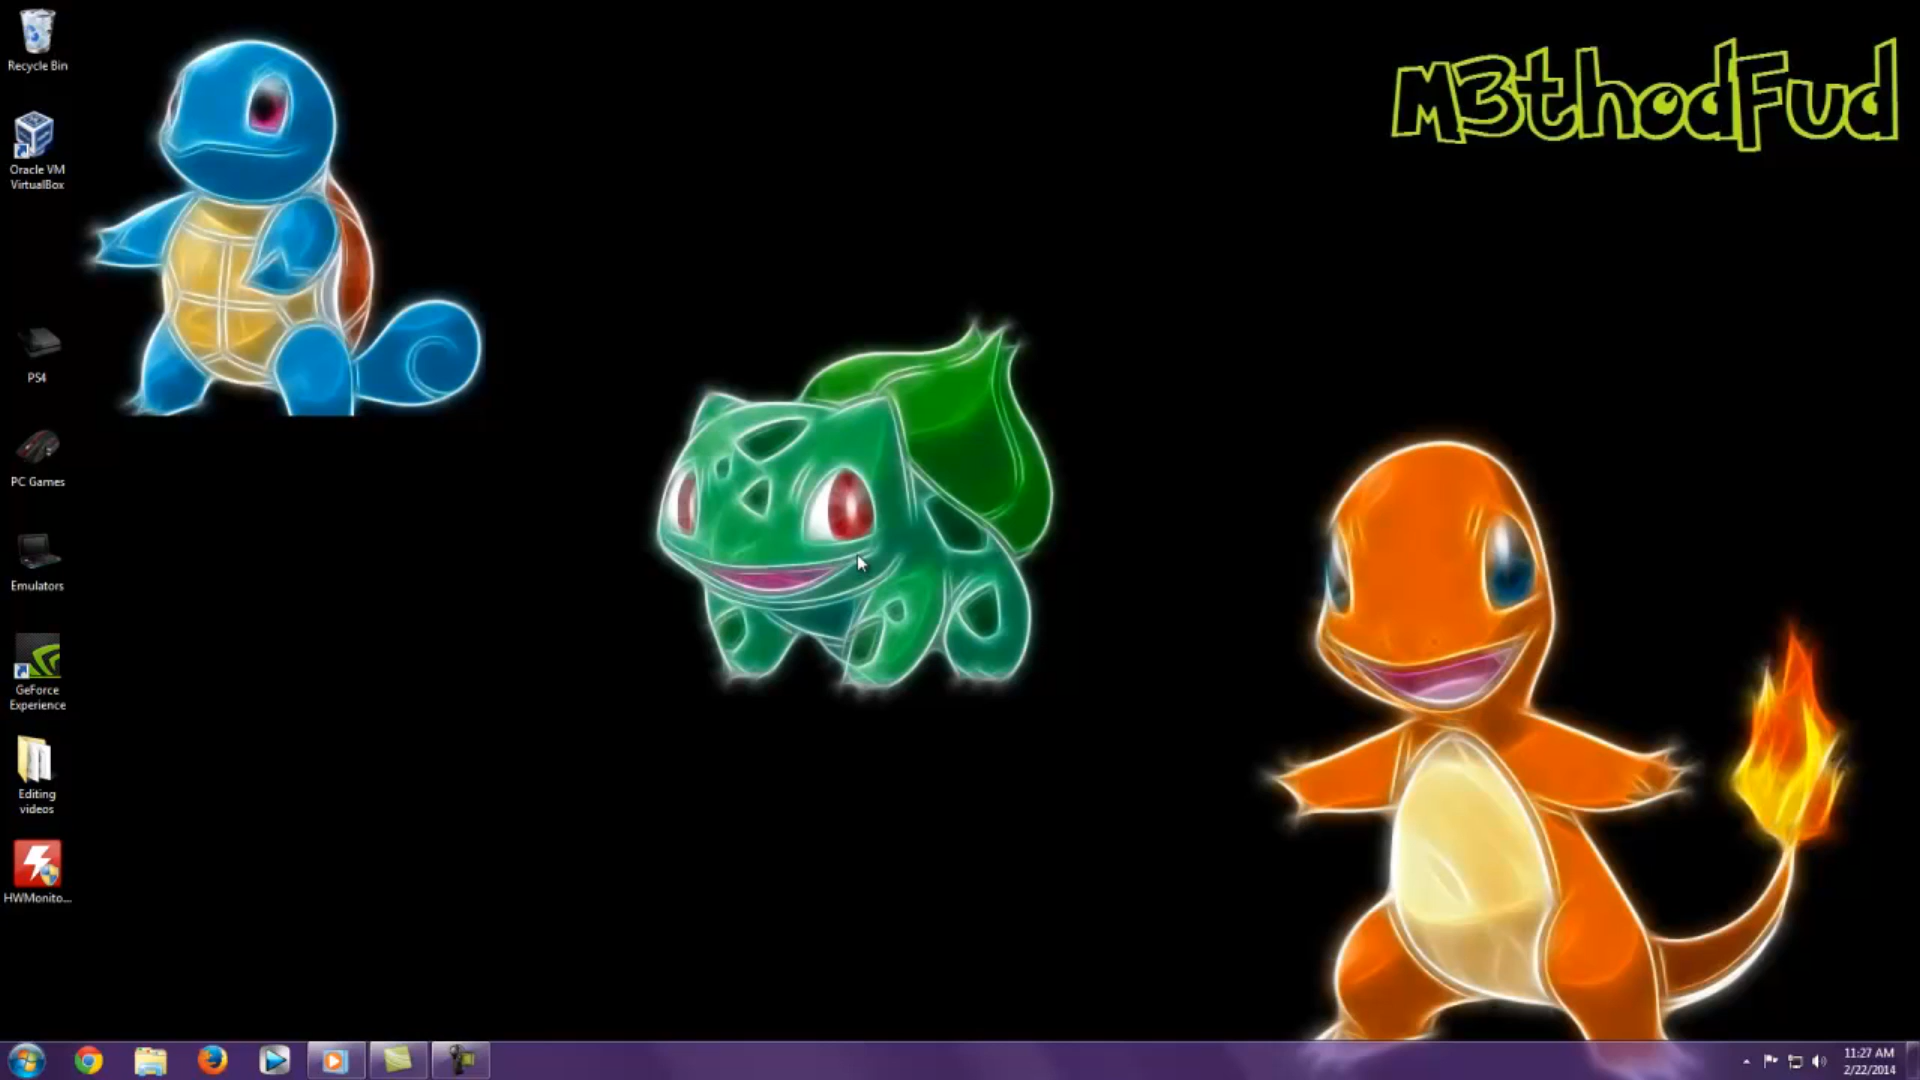 M3thodFud
Recycle Bin
Oracle VM
VirtualBox
PS4
PC Games
Emulators
GeForce
Experience
Editing
videos
HWMonito...
11:27 AM
2/22/2014